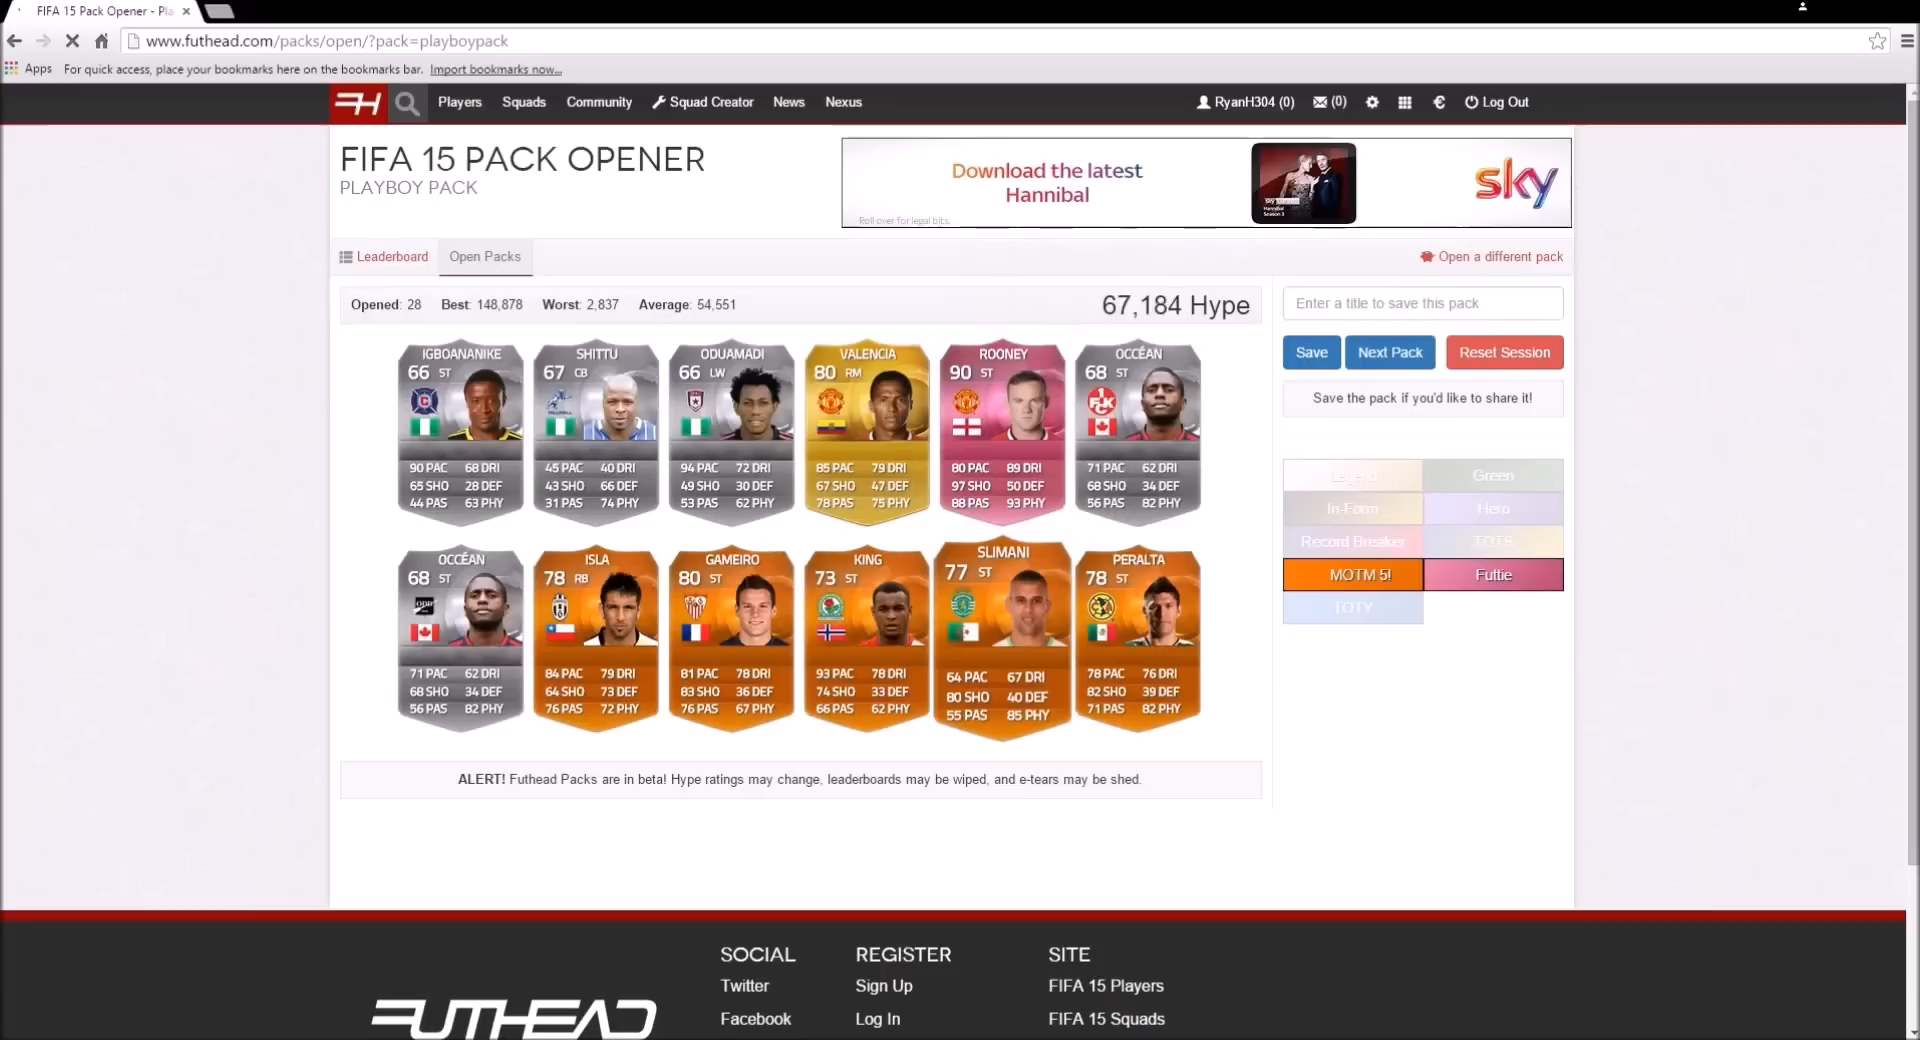 FIFA 15 Pack Opener - Pla
www.futhead.com/packs/open/?pack=playboypack
Apps For quick access, place your bookmarks here on the bookmarks bar. Import bookmarks now...
FH Players Squads Community Squad Creator News Nexus RyanH304 (0) (0) € Log Out
FIFA 15 PACK OPENER
PLAYBOY PACK
Download the latest
Hannibal
Roll over for legal bits.
Hannibal
Season 3
sky
Leaderboard Open Packs Open a different pack
Opened: 28 Best: 148,878 Worst: 2,837 Average: 54,551 67,184 Hype
Enter a title to save this pack
Save Next Pack Reset Session
Save the pack if you'd like to share it!
IGBOANANIKE SHITTU ODUAMADI VALENCIA ROONEY OCCÉAN
66 ST 67 CB 66 LW 80 RM 90 ST 68 ST
90 PAC 68 DRI 45 PAC 40 DRI 94 PAC 72 DRI 85 PAC 79 DRI 80 PAC 89 DRI 71 PAC 62 DRI
65 SHO 28 DEF 43 SHO 66 DEF 49 SHO 30 DEF 67 SHO 47 DEF 97 SHO 50 DEF 68 SHO 34 DEF
44 PAS 63 PHY 31 PAS 74 PHY 53 PAS 62 PHY 78 PAS 75 PHY 88 PAS 93 PHY 56 PAS 82 PHY
OCCÉAN ISLA GAMEIRO KING SLIMANI PERALTA
68 ST 78 RB 80 ST 73 ST 77 ST 78 ST
71 PAC 62 DRI 84 PAC 79 DRI 81 PAC 78 DRI 93 PAC 78 DRI 64 PAC 67 DRI 78 PAC 76 DRI
68 SHO 34 DEF 64 SHO 73 DEF 83 SHO 36 DEF 74 SHO 33 DEF 80 SHO 40 DEF 82 SHO 39 DEF
56 PAS 82 PHY 76 PAS 72 PHY 76 PAS 67 PHY 66 PAS 62 PHY 55 PAS 85 PHY 71 PAS 82 PHY
Legend Green
In-Form Hero
Record Breaker TOTS
MOTM 5! Futtie
TOTY
ALERT! Futhead Packs are in beta! Hype ratings may change, leaderboards may be wiped, and e-tears may be shed.
FUTHEAD
SOCIAL REGISTER SITE
Twitter Sign Up FIFA 15 Players
Facebook Log In FIFA 15 Squads